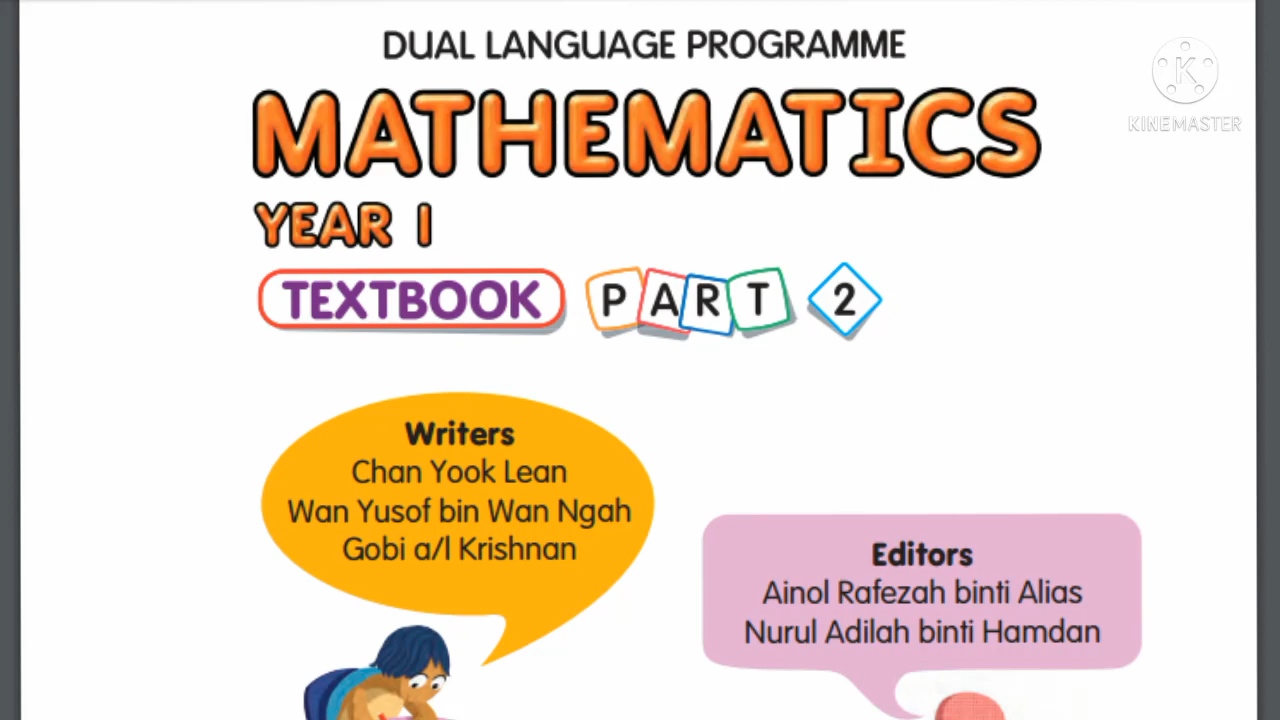 DUAL LANGUAGE PROGRAMME
MATHEMATICS
YEAR 1
TEXTBOOK PART 2
Writers
Chan Yook Lean
Wan Yusof bin Wan Ngah
Gobi a/l Krishnan
Editors
Ainol Rafezah binti Alias
Nurul Adilah binti Hamdan
K
KINEMASTER